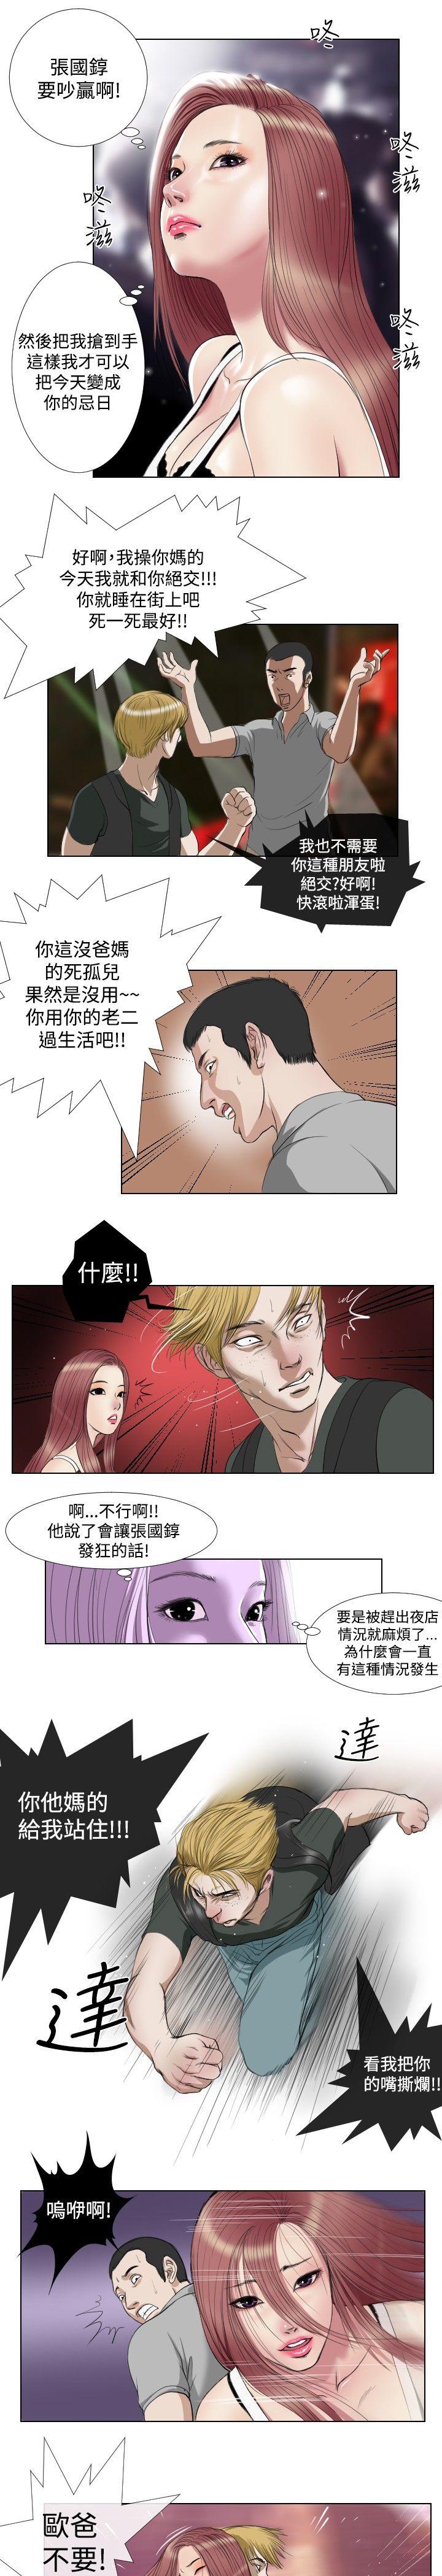 咚
張國錞
要吵贏啊!
咚
滋
咚
滋
然後把我搶到手
這樣我才可以
把今天變成
你的忌日
咚
滋
好啊,我操你媽的
今天我就和你絕交!!!
你就睡在街上吧
死一死最好!!
我也不需要
你這種朋友啦
絕交?好啊!
快滾啦渾蛋!
你這沒爸媽
的死孤兒
果然是沒用~~
你用你的老二
過生活吧!!
什麼!!
啊...不行啊!!
他說了會讓張國錞
發狂的話!
要是被趕出夜店
情況就麻煩了...
為什麼會一直
有這種情況發生
達
你他媽的
給我站住!!!
達
看我把你
的嘴撕爛!!
嗚咿啊!
歐爸
不要!